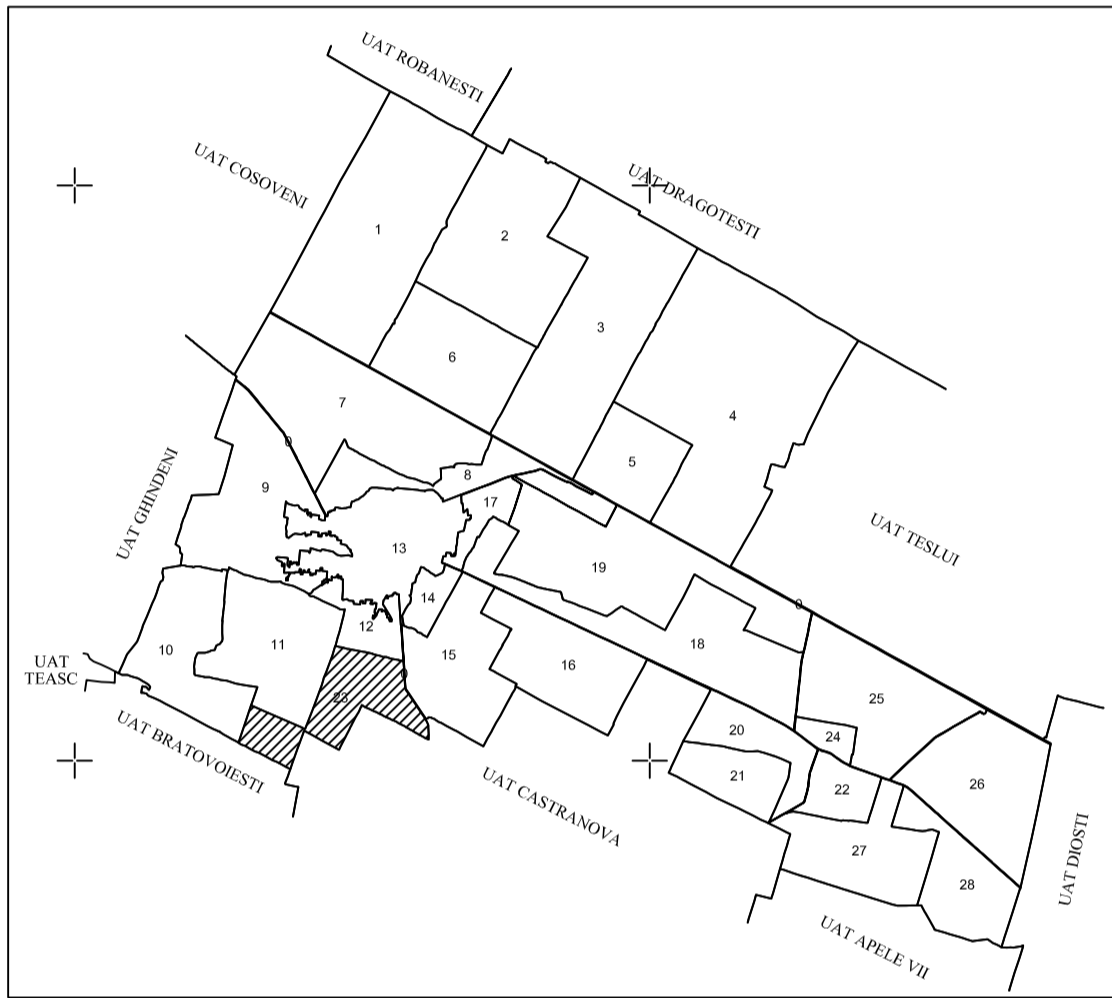 UAT ROBANESTI
UAT COSOVENI
UAT DRAGOTESTI
1
2
3
6
4
7
5
0
8
9
17
UAT GHINDENI
UAT TESLUI
13
19
14
0
12
18
10
11
15
16
UAT
TEASC
23
0
25
20
24
UAT BRATOVOIESTI
21
22
26
UAT CASTRANOVA
27
UAT DIOSTI
28
UAT APELE VII